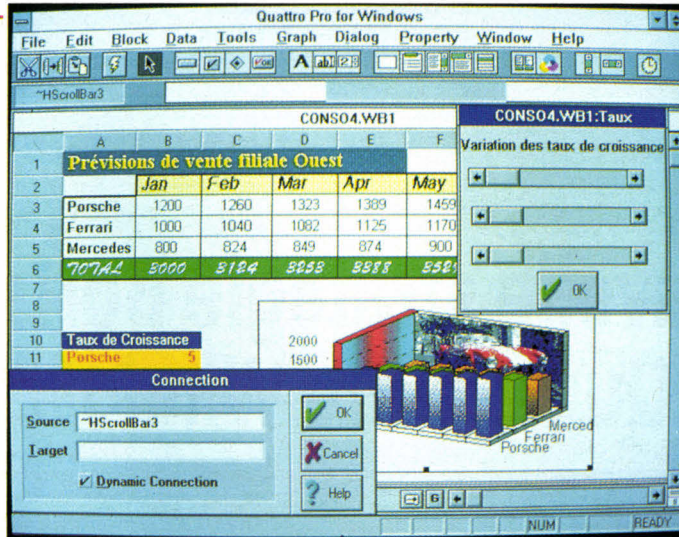 Quattro Pro for Windows
File Edit Block Data Tools Graph Dialog Property Window Help
~HScrollBar3
CONSO4.WB1
A B C D E F
1 Prévisions de vente filiale Ouest
2 Jan Feb Mar Apr May
3 Porsche 1200 1260 1323 1389 1459
4 Ferrari 1000 1040 1082 1125 1170
5 Mercedes 800 824 849 874 900
6 TOTAL 3000 3124 3253 3388 352
7
8
9
10 Taux de Croissance
11 Porsche 5
CONSO4.WB1:Taux
Variation des taux de croissance
OK
2000
1500
Merced
Ferrari
Porsche
Connection
Source ~HScrollBar3
Target
Dynamic Connection
OK
Cancel
Help
G
NUM READY